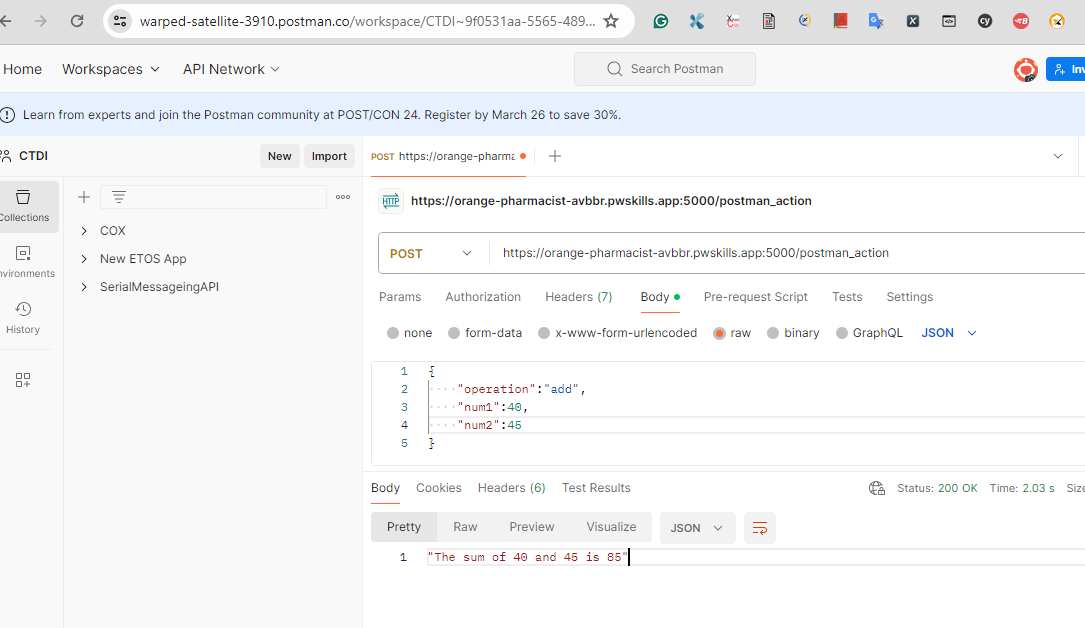 warped-satellite-3910.postman.co/workspace/CTDI~9f0531aa-5565-489...
Home Workspaces API Network Search Postman Inv
Learn from experts and join the Postman community at POST/CON 24. Register by March 26 to save 30%.
CTDI New Import POST https://orange-pharma
https://orange-pharmacist-avbbr.pwskills.app:5000/postman_action
Collections
COX
New ETOS App
SerialMessageingAPI
nvironments
History
POST https://orange-pharmacist-avbbr.pwskills.app:5000/postman_action
Params Authorization Headers (7) Body Pre-request Script Tests Settings
none form-data x-www-form-urlencoded raw binary GraphQL JSON
1 {
2 "operation":"add",
3 "num1":40,
4 "num2":45
5 }
Body Cookies Headers (6) Test Results Status: 200 OK Time: 2.03 s Size
Pretty Raw Preview Visualize JSON
1 "The sum of 40 and 45 is 85"